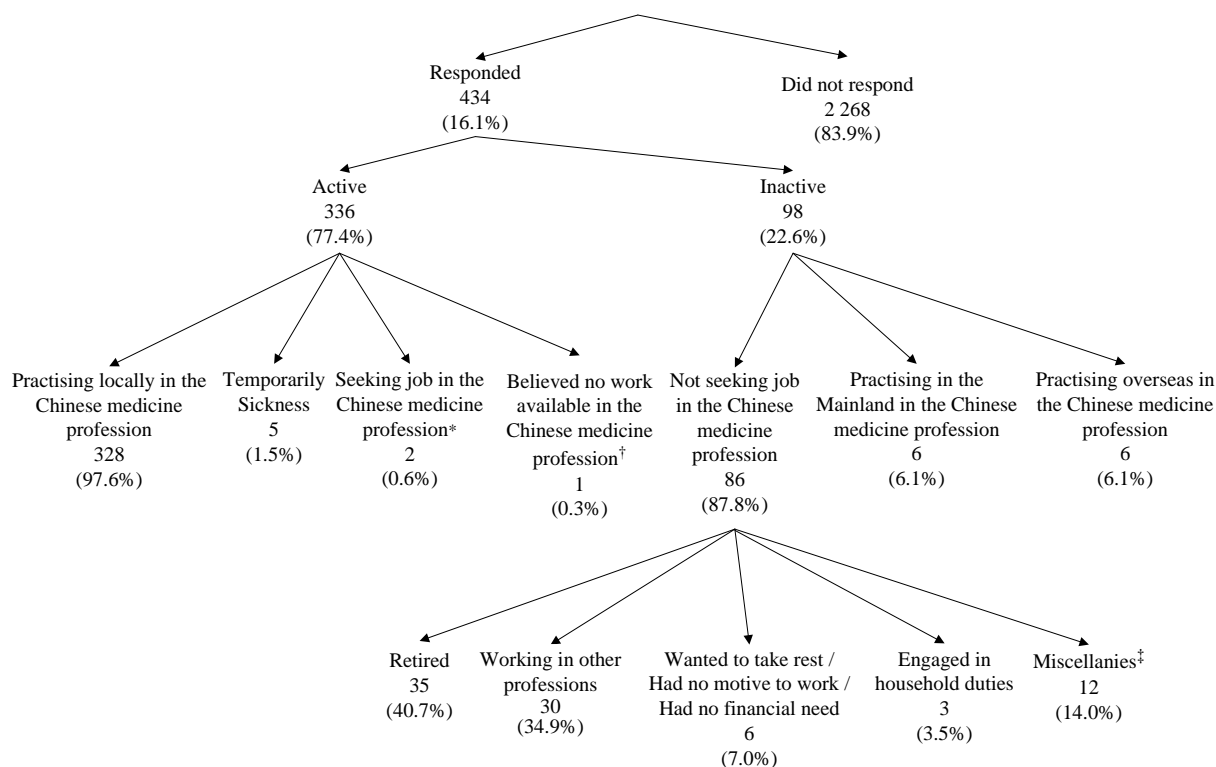 Responded
434
(16.1%)
Did not respond
2 268
(83.9%)
Active
336
(77.4%)
Inactive
98
(22.6%)
Practising locally in the
Chinese medicine
profession
328
(97.6%)
Temporarily
Sickness
5
(1.5%)
Seeking job in the
Chinese medicine
profession*
2
(0.6%)
Believed no work
available in the
Chinese medicine
profession†
1
(0.3%)
Not seeking job
in the Chinese
medicine
profession
86
(87.8%)
Practising in the
Mainland in the Chinese
medicine profession
6
(6.1%)
Practising overseas in
the Chinese medicine
profession
6
(6.1%)
Retired
35
(40.7%)
Working in other
professions
30
(34.9%)
Wanted to take rest /
Had no motive to work /
Had no financial need
6
(7.0%)
Engaged in
household duties
3
(3.5%)
Miscellanies‡
12
(14.0%)